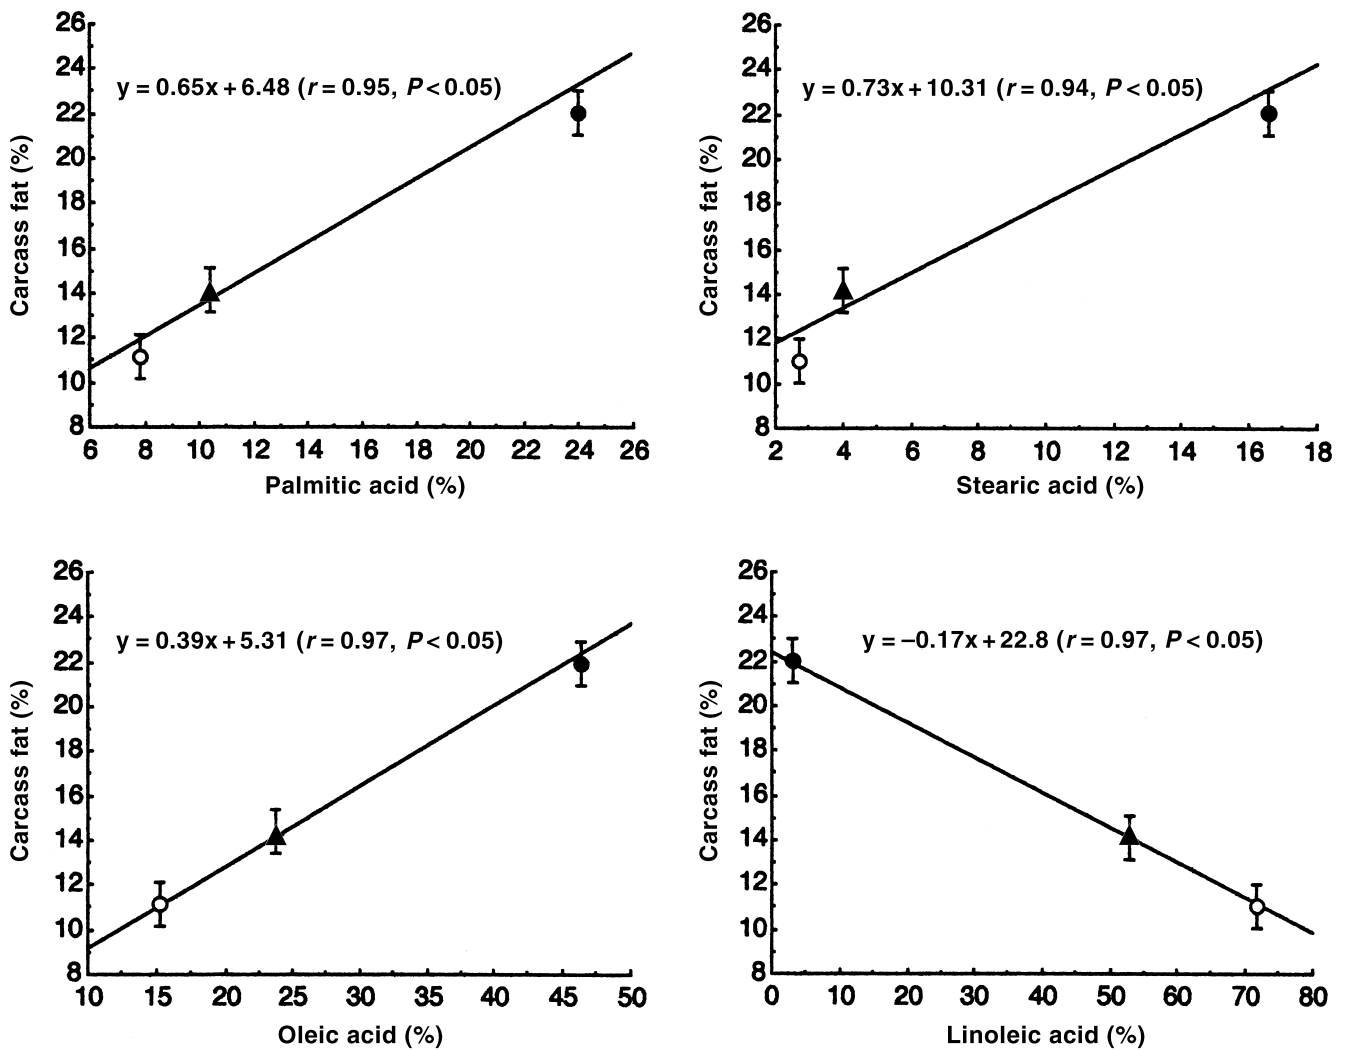 26
24
22
20
18
16
14
12
10
8
Carcass fat (%)
y = 0.65x + 6.48 (r = 0.95, P < 0.05)
6 8 10 12 14 16 18 20 22 24 26
Palmitic acid (%)
26
24
22
20
18
16
14
12
10
8
Carcass fat (%)
y = 0.73x + 10.31 (r = 0.94, P < 0.05)
2 4 6 8 10 12 14 16 18
Stearic acid (%)
26
24
22
20
18
16
14
12
10
8
Carcass fat (%)
y = 0.39x + 5.31 (r = 0.97, P < 0.05)
10 15 20 25 30 35 40 45 50
Oleic acid (%)
26
24
22
20
18
16
14
12
10
8
Carcass fat (%)
y = –0.17x + 22.8 (r = 0.97, P < 0.05)
0 10 20 30 40 50 60 70 80
Linoleic acid (%)